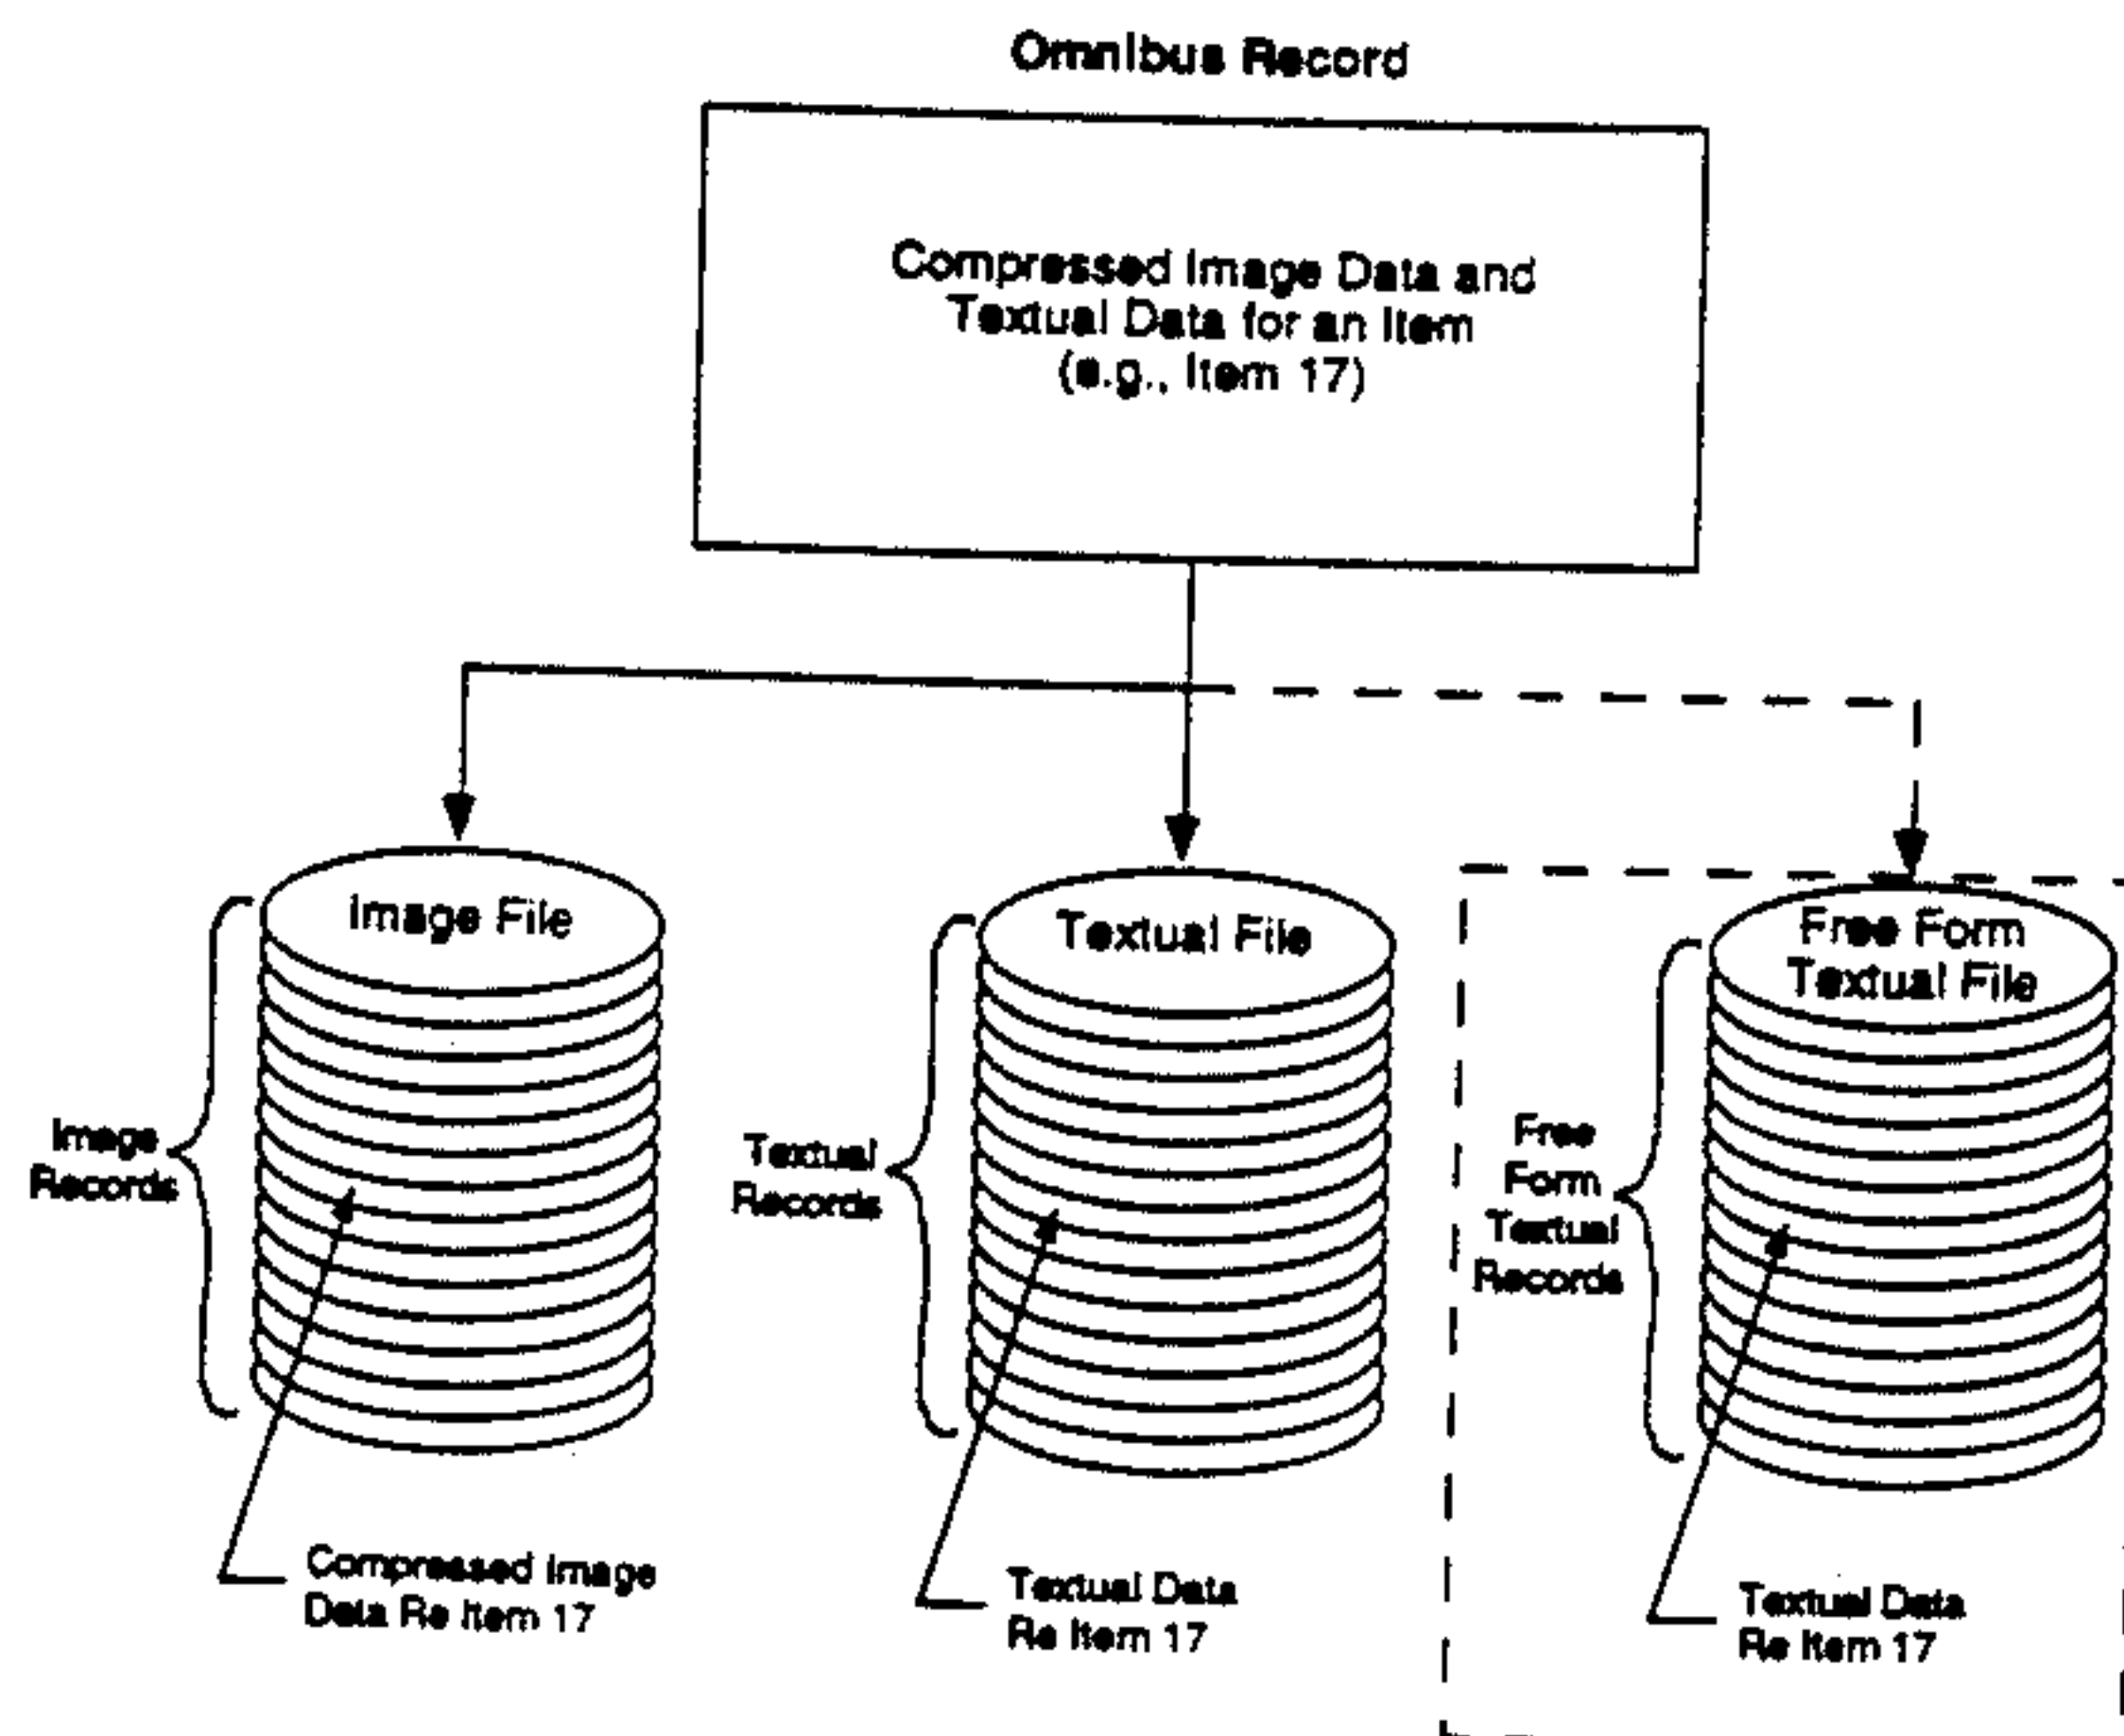 Omnibus Record
Compressed Image Data and
Textual Data for an Item
(e.g., Item 17)
Image File
Textual File
Free Form
Textual File
Image
Records
Textual
Records
Free
Form
Textual
Records
Compressed Image
Data Re Item 17
Textual Data
Re Item 17
Textual Data
Re Item 17